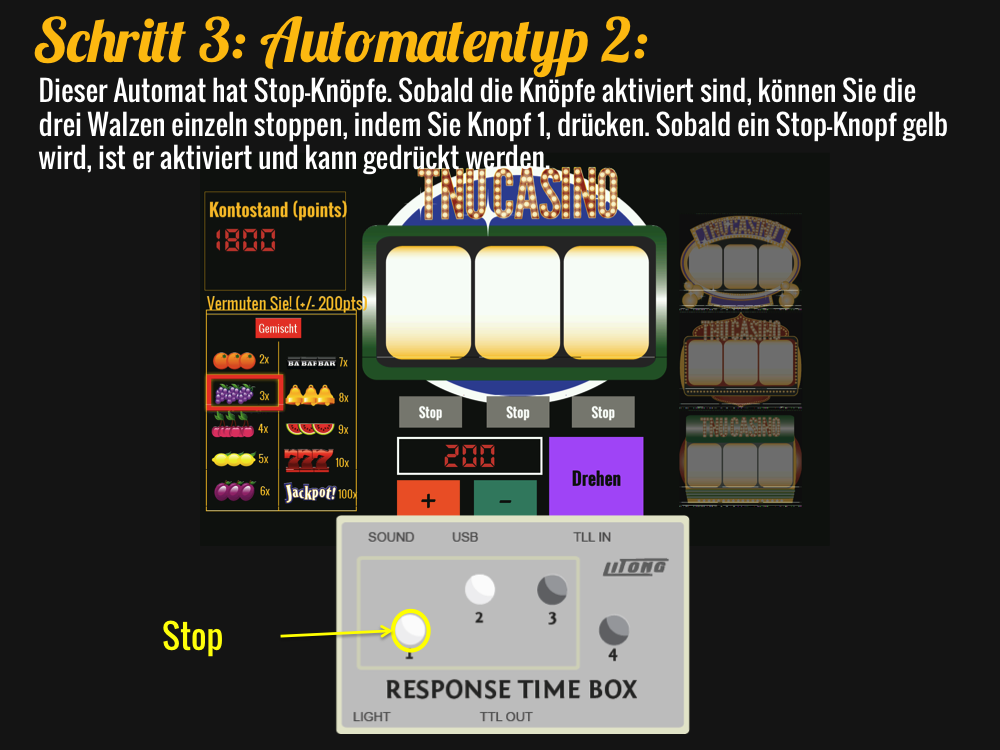 Schritt 3: Automatentyp 2:
Dieser Automat hat Stop-Knöpfe. Sobald die Knöpfe aktiviert sind, können Sie die
drei Walzen einzeln stoppen, indem Sie Knopf 1, drücken. Sobald ein Stop-Knopf gelb
wird, ist er aktiviert und kann gedrückt werden.
TNUCASINO
Kontostand (points)
1800
Vermuten Sie! (+/- 200pts)
Gemischt
2x
BAR BAR BAR 7x
3x
8x
4x
9x
5x
777 10x
6x
Jackpot! 100x
TNUCASINO
TNUCASINO
TNUCASINO
Stop Stop Stop
200
Drehen
+ -
SOUND USB TLL IN
LITONG
2 3
1 4
Stop
RESPONSE TIME BOX
LIGHT TTL OUT